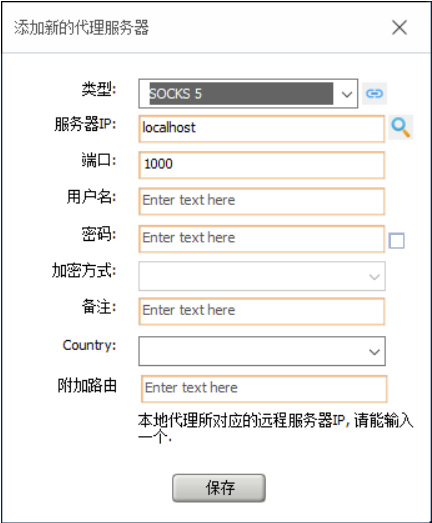 添加新的代理服务器
类型: SOCKS 5
服务器IP: localhost
端口: 1000
用户名: Enter text here
密码: Enter text here
加密方式:
备注: Enter text here
Country:
附加路由 Enter text here
本地代理所对应的远程服务器IP, 请能输入
一个.
保存